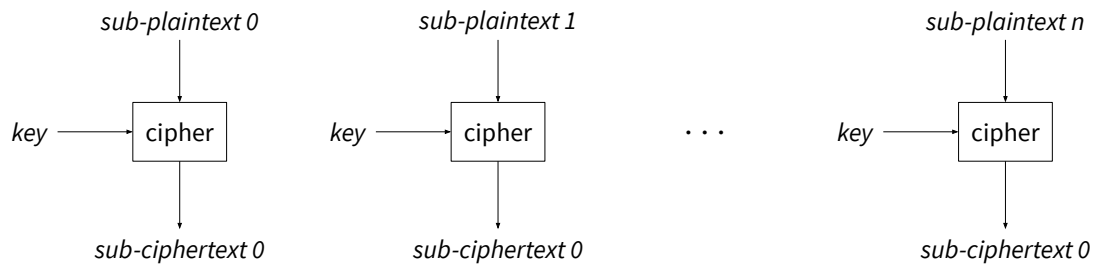 sub-plaintext 0 sub-plaintext 1 sub-plaintext n
key cipher key cipher ... key cipher
sub-ciphertext 0 sub-ciphertext 0 sub-ciphertext 0